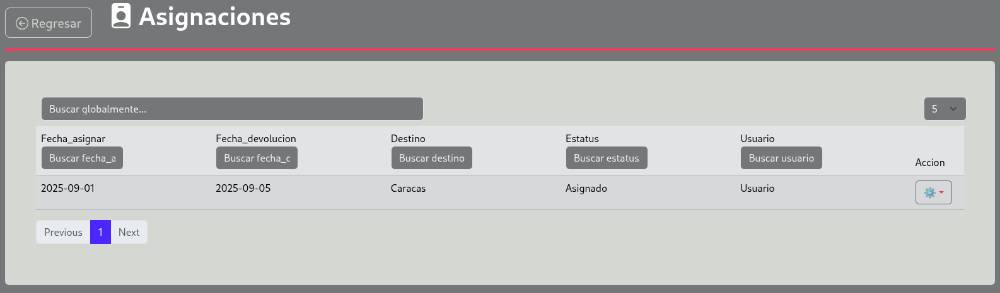 Regresar
Asignaciones
Buscar globalmente...
5
Fecha_asignar Fecha_devolucion Destino Estatus Usuario
Buscar fecha_a Buscar fecha_c Buscar destino Buscar estatus Buscar usuario
Accion
2025-09-01 2025-09-05 Caracas Asignado Usuario
Previous 1 Next